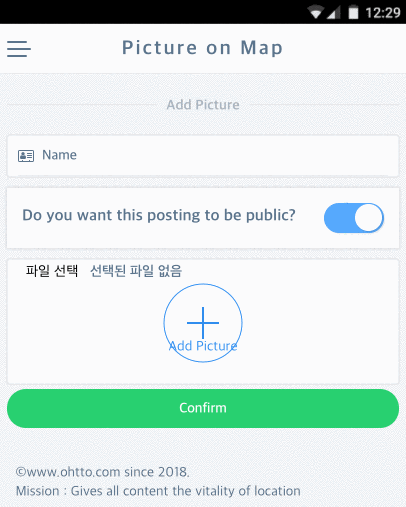 12:29
Picture on Map
Add Picture
Name
Do you want this posting to be public?
파일 선택 선택된 파일 없음
Add Picture
Confirm
©www.ohtto.com since 2018.
Mission : Gives all content the vitality of location